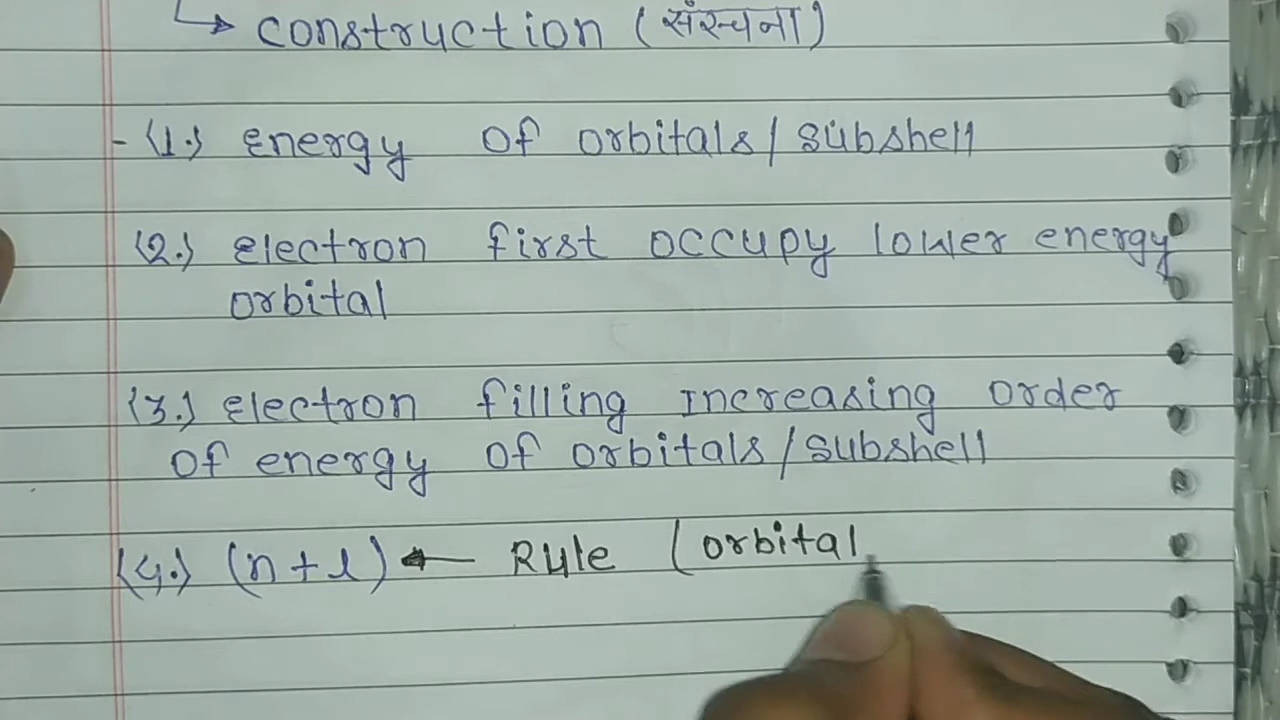 ↳ construction (संरचना)
- (1.) energy of orbitals/subshell
(2.) electron first occupy lower energy
orbital
(3.) electron filling increasing order
of energy of orbitals/subshell
(4.) (n+l) ← Rule (orbital